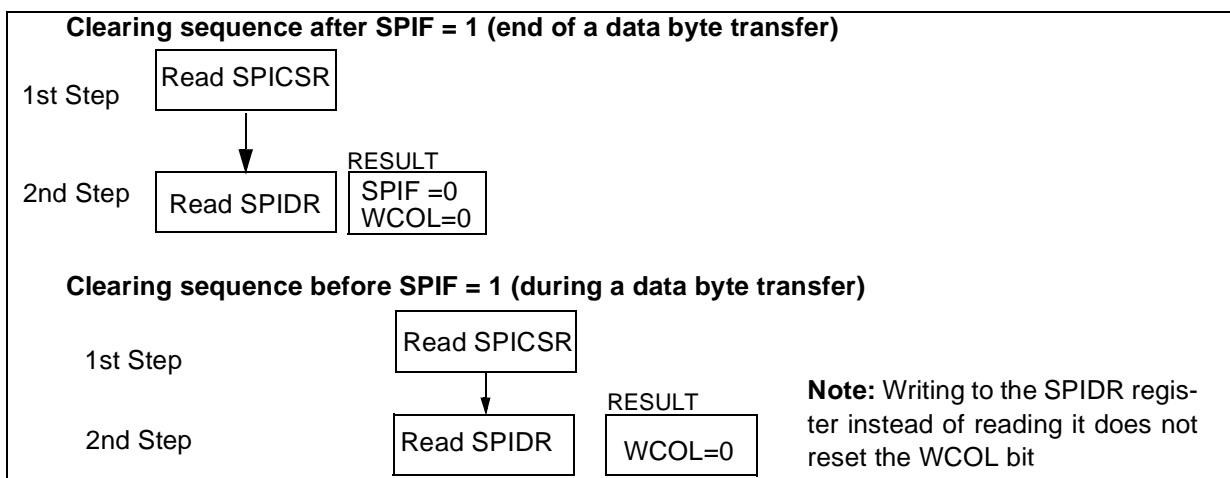 Clearing sequence after SPIF = 1 (end of a data byte transfer)
1st Step
Read SPICSR
2nd Step
Read SPIDR
RESULT
SPIF =0
WCOL=0
Clearing sequence before SPIF = 1 (during a data byte transfer)
1st Step
Read SPICSR
2nd Step
Read SPIDR
RESULT
WCOL=0
Note: Writing to the SPIDR regis-
ter instead of reading it does not
reset the WCOL bit